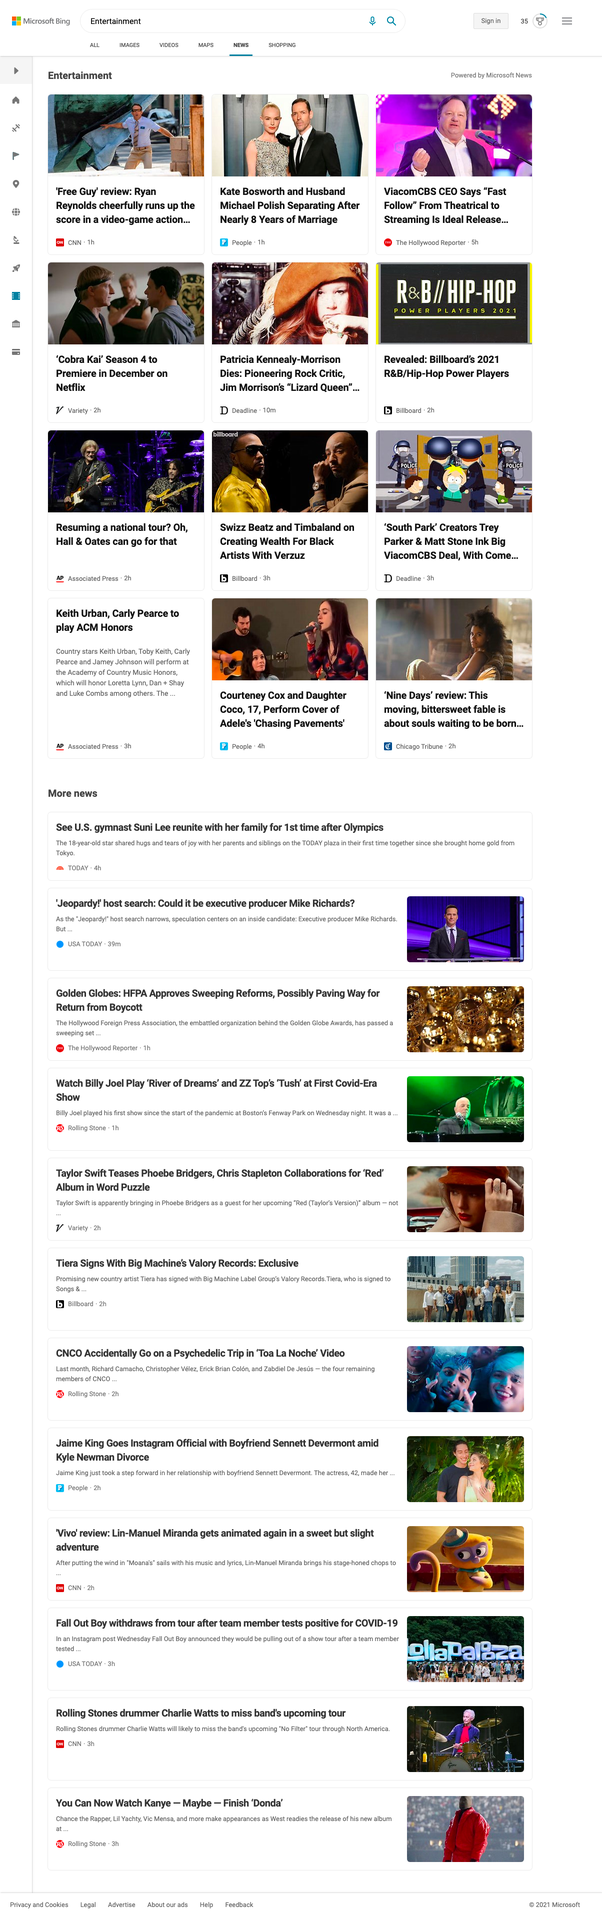 Microsoft Bing
Entertainment
Sign in
35
ALL
IMAGES
VIDEOS
MAPS
NEWS
SHOPPING
Entertainment
Powered by Microsoft News
'Free Guy' review: Ryan
Reynolds cheerfully runs up the
score in a video-game action...
CNN · 1h
Kate Bosworth and Husband
Michael Polish Separating After
Nearly 8 Years of Marriage
People · 1h
ViacomCBS CEO Says “Fast
Follow” From Theatrical to
Streaming Is Ideal Release...
The Hollywood Reporter · 5h
‘Cobra Kai’ Season 4 to
Premiere in December on
Netflix
Variety · 2h
Patricia Kennealy-Morrison
Dies: Pioneering Rock Critic,
Jim Morrison’s “Lizard Queen”...
Deadline · 10m
R&B//HIP-HOP
POWER PLAYERS 2021
Revealed: Billboard’s 2021
R&B/Hip-Hop Power Players
Billboard · 2h
Resuming a national tour? Oh,
Hall & Oates can go for that
Associated Press · 2h
billboard
Swizz Beatz and Timbaland on
Creating Wealth For Black
Artists With Verzuz
Billboard · 3h
POLICE
POLICE
‘South Park’ Creators Trey
Parker & Matt Stone Ink Big
ViacomCBS Deal, With Come...
Deadline · 3h
Keith Urban, Carly Pearce to
play ACM Honors
Country stars Keith Urban, Toby Keith, Carly
Pearce and Jamey Johnson will perform at
the Academy of Country Music Honors,
which will honor Loretta Lynn, Dan + Shay
and Luke Combs among others. The ...
Associated Press · 3h
Courteney Cox and Daughter
Coco, 17, Perform Cover of
Adele's 'Chasing Pavements'
People · 4h
‘Nine Days’ review: This
moving, bittersweet fable is
about souls waiting to be born...
Chicago Tribune · 2h
More news
See U.S. gymnast Suni Lee reunite with her family for 1st time after Olympics
The 18-year-old star shared hugs and tears of joy with her parents and siblings on the TODAY plaza in their first time together since she brought home gold from
Tokyo.
TODAY · 4h
'Jeopardy!' host search: Could it be executive producer Mike Richards?
As the "Jeopardy!" host search narrows, speculation centers on an inside candidate: Executive producer Mike Richards.
But ...
USA TODAY · 39m
Golden Globes: HFPA Approves Sweeping Reforms, Possibly Paving Way for
Return from Boycott
The Hollywood Foreign Press Association, the embattled organization behind the Golden Globe Awards, has passed a
sweeping set ...
The Hollywood Reporter · 1h
Watch Billy Joel Play ‘River of Dreams’ and ZZ Top’s ‘Tush’ at First Covid-Era
Show
Billy Joel played his first show since the start of the pandemic at Boston's Fenway Park on Wednesday night. It was a ...
Rolling Stone · 1h
Taylor Swift Teases Phoebe Bridgers, Chris Stapleton Collaborations for ‘Red’
Album in Word Puzzle
Taylor Swift is apparently bringing in Phoebe Bridgers as a guest for her upcoming “Red (Taylor's Version)” album — not
...
Variety · 2h
Tiera Signs With Big Machine’s Valory Records: Exclusive
Promising new country artist Tiera has signed with Big Machine Label Group's Valory Records.Tiera, who is signed to
Songs & ...
Billboard · 2h
CNCO Accidentally Go on a Psychedelic Trip in ‘Toa La Noche’ Video
Last month, Richard Camacho, Christopher Vélez, Erick Brian Colón, and Zabdiel De Jesús — the four remaining
members of CNCO ...
Rolling Stone · 2h
Jaime King Goes Instagram Official with Boyfriend Sennett Devermont amid
Kyle Newman Divorce
Jaime King just took a step forward in her relationship with boyfriend Sennett Devermont. The actress, 42, made her ...
People · 2h
'Vivo' review: Lin-Manuel Miranda gets animated again in a sweet but slight
adventure
After putting the wind in "Moana's" sails with his music and lyrics, Lin-Manuel Miranda brings his stage-honed chops to
...
CNN · 2h
Fall Out Boy withdraws from tour after team member tests positive for COVID-19
In an Instagram post Wednesday Fall Out Boy announced they would be pulling out of a show tour after a team member
tested ...
USA TODAY · 3h
ollapalooza
Rolling Stones drummer Charlie Watts to miss band's upcoming tour
Rolling Stones drummer Charlie Watts will likely to miss the band's upcoming "No Filter" tour through North America.
CNN · 3h
You Can Now Watch Kanye — Maybe — Finish ‘Donda’
Chance the Rapper, Lil Yachty, Vic Mensa, and more make appearances as West readies the release of his new album
at ...
Rolling Stone · 3h
Privacy and Cookies
Legal
Advertise
About our ads
Help
Feedback
© 2021 Microsoft